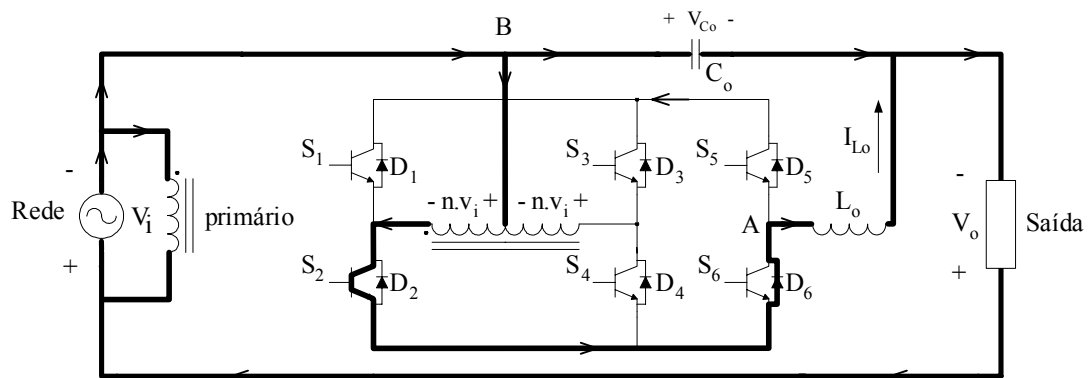 B
+ V_Co -
C_o
S_1
D_1
S_3
D_3
S_5
D_5
I_Lo
-
Rede
V_i
+
primário
- n.v_i +
- n.v_i +
A
L_o
-
V_o
+
Saída
S_2
D_2
S_4
D_4
S_6
D_6